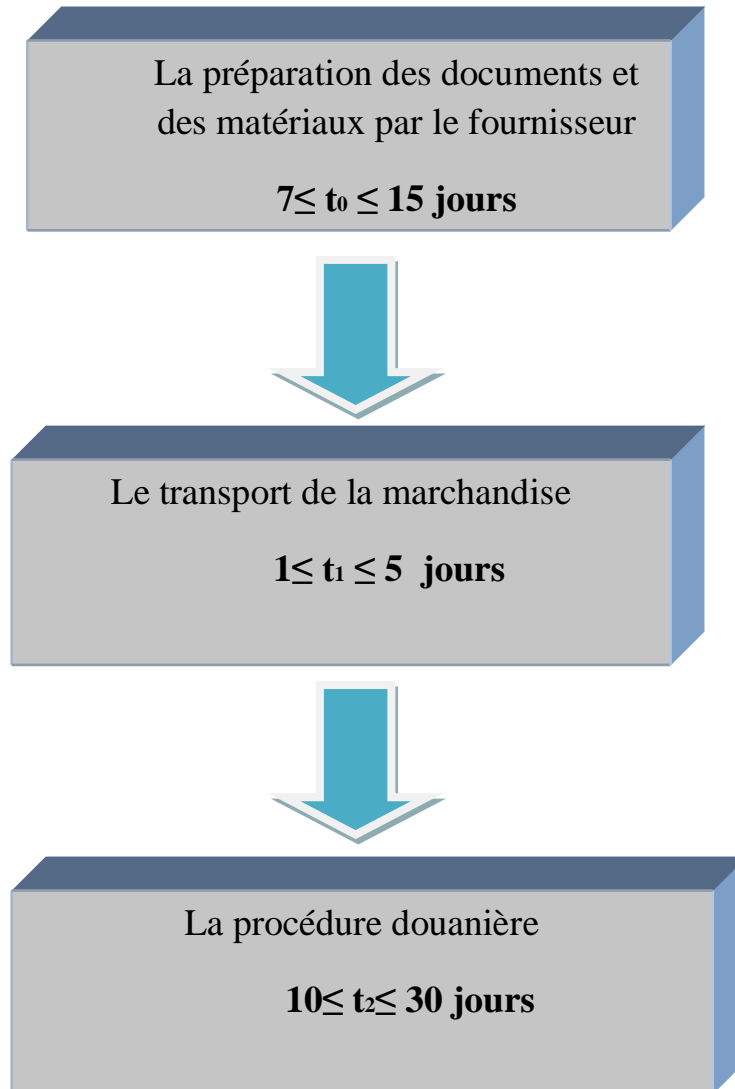 La préparation des documents et
des matériaux par le fournisseur
7≤ t₀ ≤ 15 jours
Le transport de la marchandise
1≤ t₁ ≤ 5 jours
La procédure douanière
10≤ t₂≤ 30 jours